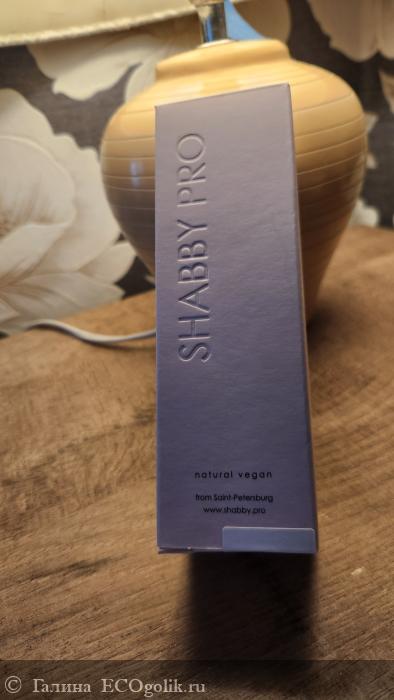 SHABBY PRO
natural vegan
from Saint-Petersburg
www.shabby.pro
© Галина ECOgolik.ru